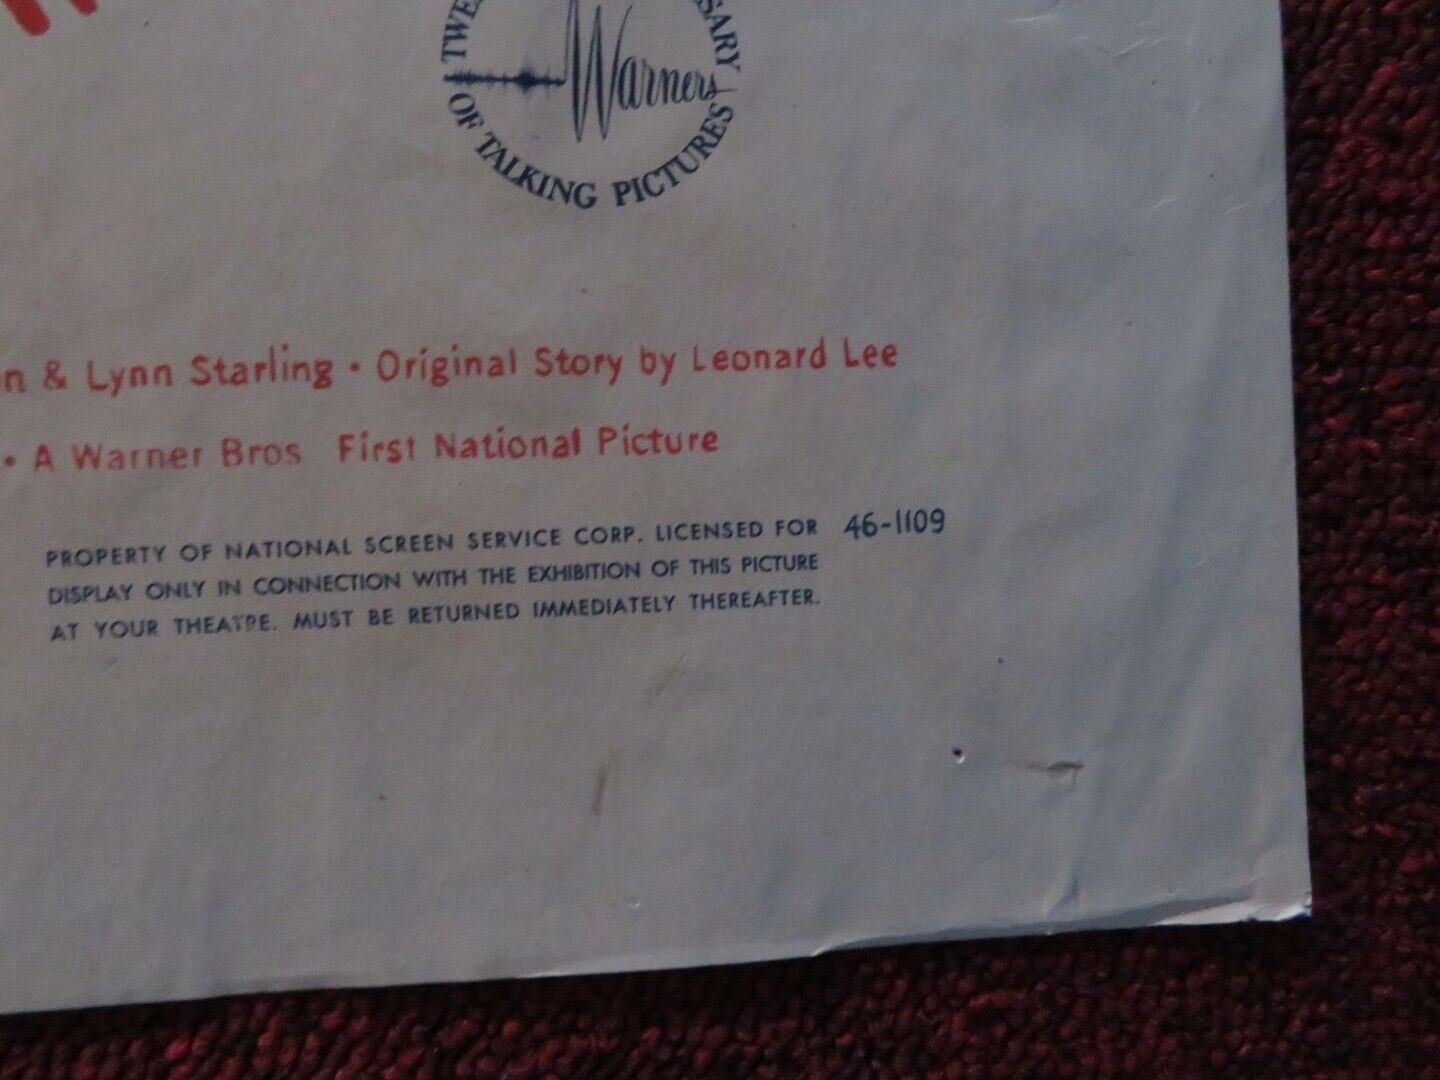 TWE
SARY
Warners
OF TALKING PICTURES
n & Lynn Starling · Original Story by Leonard Lee
· A Warner Bros First National Picture
PROPERTY OF NATIONAL SCREEN SERVICE CORP. LICENSED FOR 46-1109
DISPLAY ONLY IN CONNECTION WITH THE EXHIBITION OF THIS PICTURE
AT YOUR THEATRE. MUST BE RETURNED IMMEDIATELY THEREAFTER.